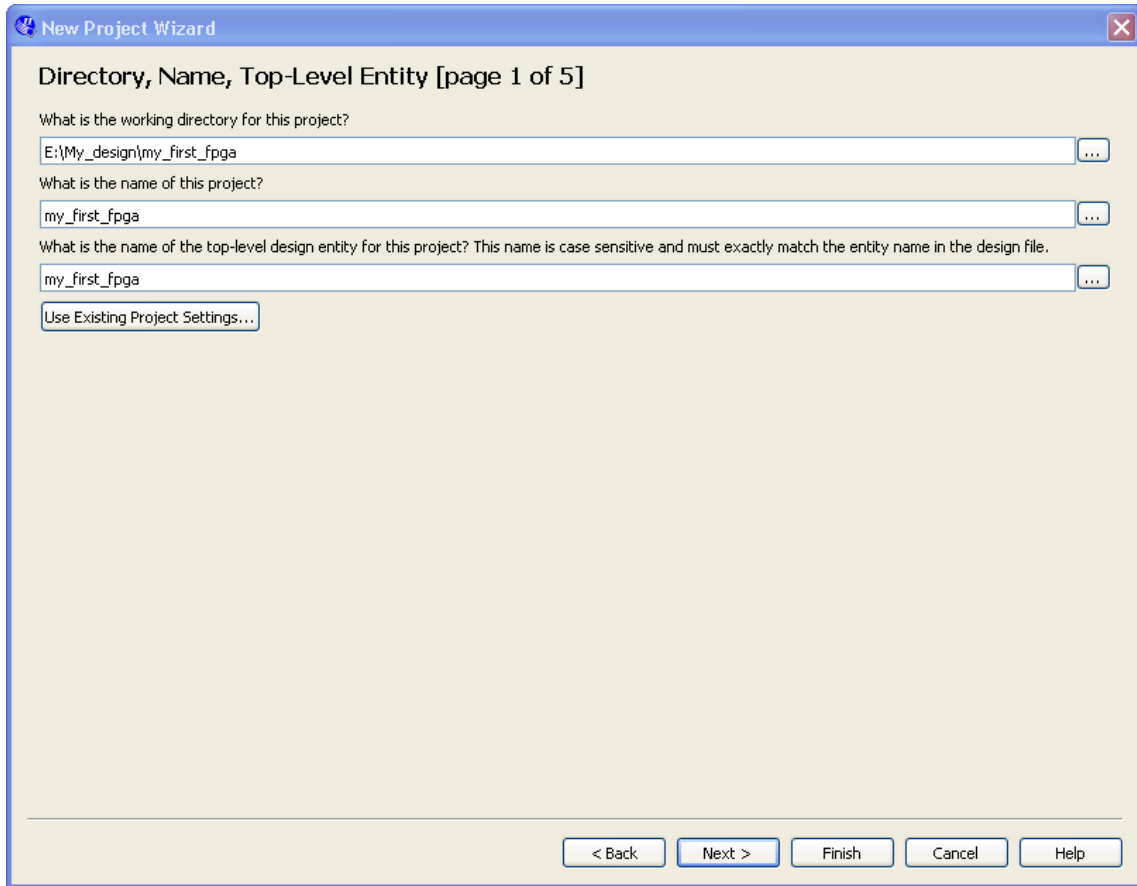 New Project Wizard
Directory, Name, Top-Level Entity [page 1 of 5]
What is the working directory for this project?
E:\My_design\my_first_fpga
...
What is the name of this project?
my_first_fpga
...
What is the name of the top-level design entity for this project? This name is case sensitive and must exactly match the entity name in the design file.
my_first_fpga
...
Use Existing Project Settings...
< Back
Next >
Finish
Cancel
Help